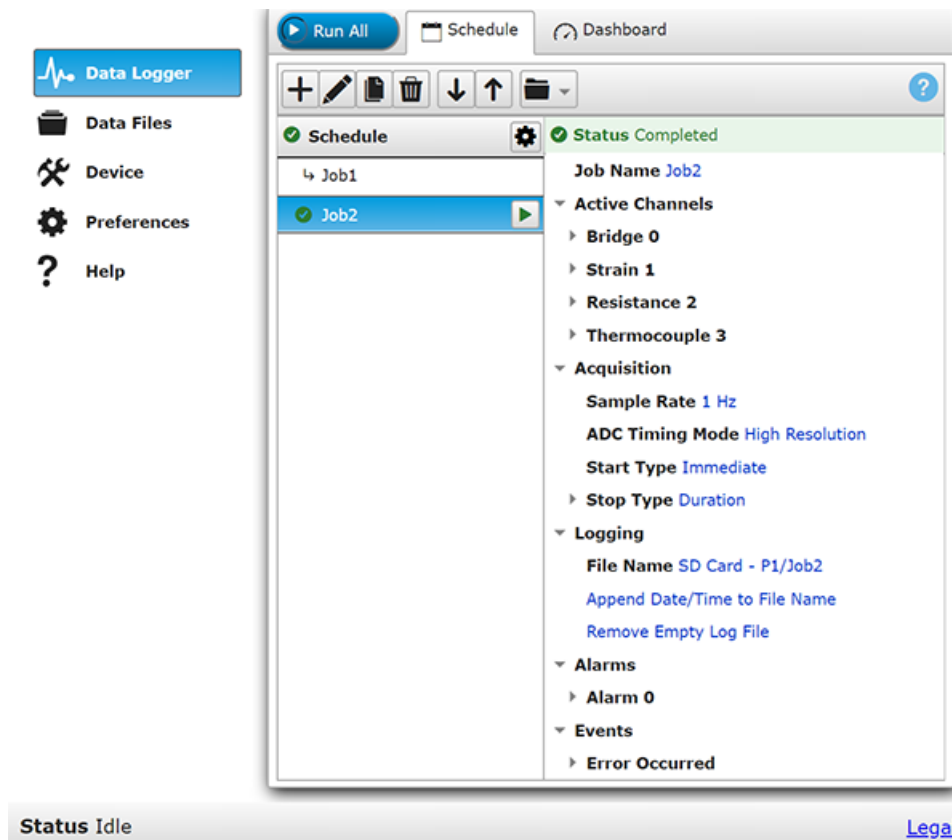 Run All
Schedule
Dashboard
Data Logger
Data Files
Device
Preferences
? Help
?
Schedule
Job1
Job2
Status Completed
Job Name Job2
Active Channels
Bridge 0
Strain 1
Resistance 2
Thermocouple 3
Acquisition
Sample Rate 1 Hz
ADC Timing Mode High Resolution
Start Type Immediate
Stop Type Duration
Logging
File Name SD Card - P1/Job2
Append Date/Time to File Name
Remove Empty Log File
Alarms
Alarm 0
Events
Error Occurred
Status Idle
Lega